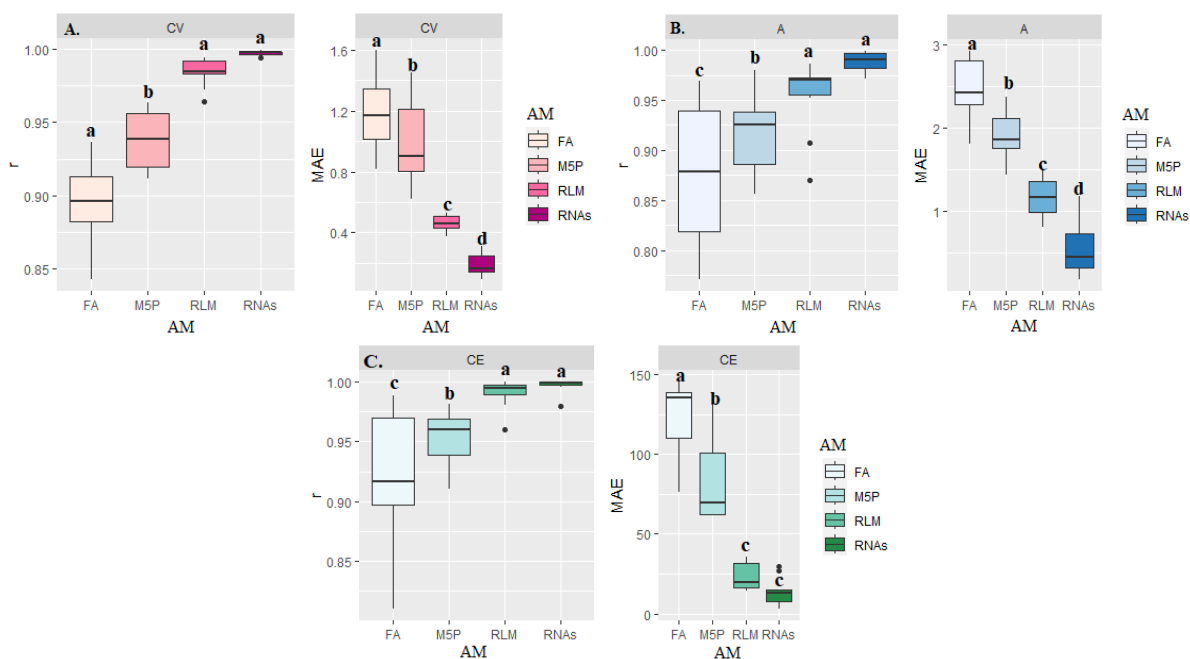 A.
CV
r
1.00
0.95
0.90
0.85
a
b
a
a
FA M5P RLM RNAs
AM
CV
MAE
1.6
1.2
0.8
0.4
a
b
c
d
FA M5P RLM RNAs
AM
AM
FA
M5P
RLM
RNAs
B.
A
r
1.00
0.95
0.90
0.85
0.80
c
b
a
a
FA M5P RLM RNAs
AM
A
MAE
3
2
1
a
b
c
d
FA M5P RLM RNAs
AM
AM
FA
M5P
RLM
RNAs
C.
CE
r
1.00
0.95
0.90
0.85
c
b
a
a
FA M5P RLM RNAs
AM
CE
MAE
150
100
50
0
a
b
c
c
FA M5P RLM RNAs
AM
AM
FA
M5P
RLM
RNAs